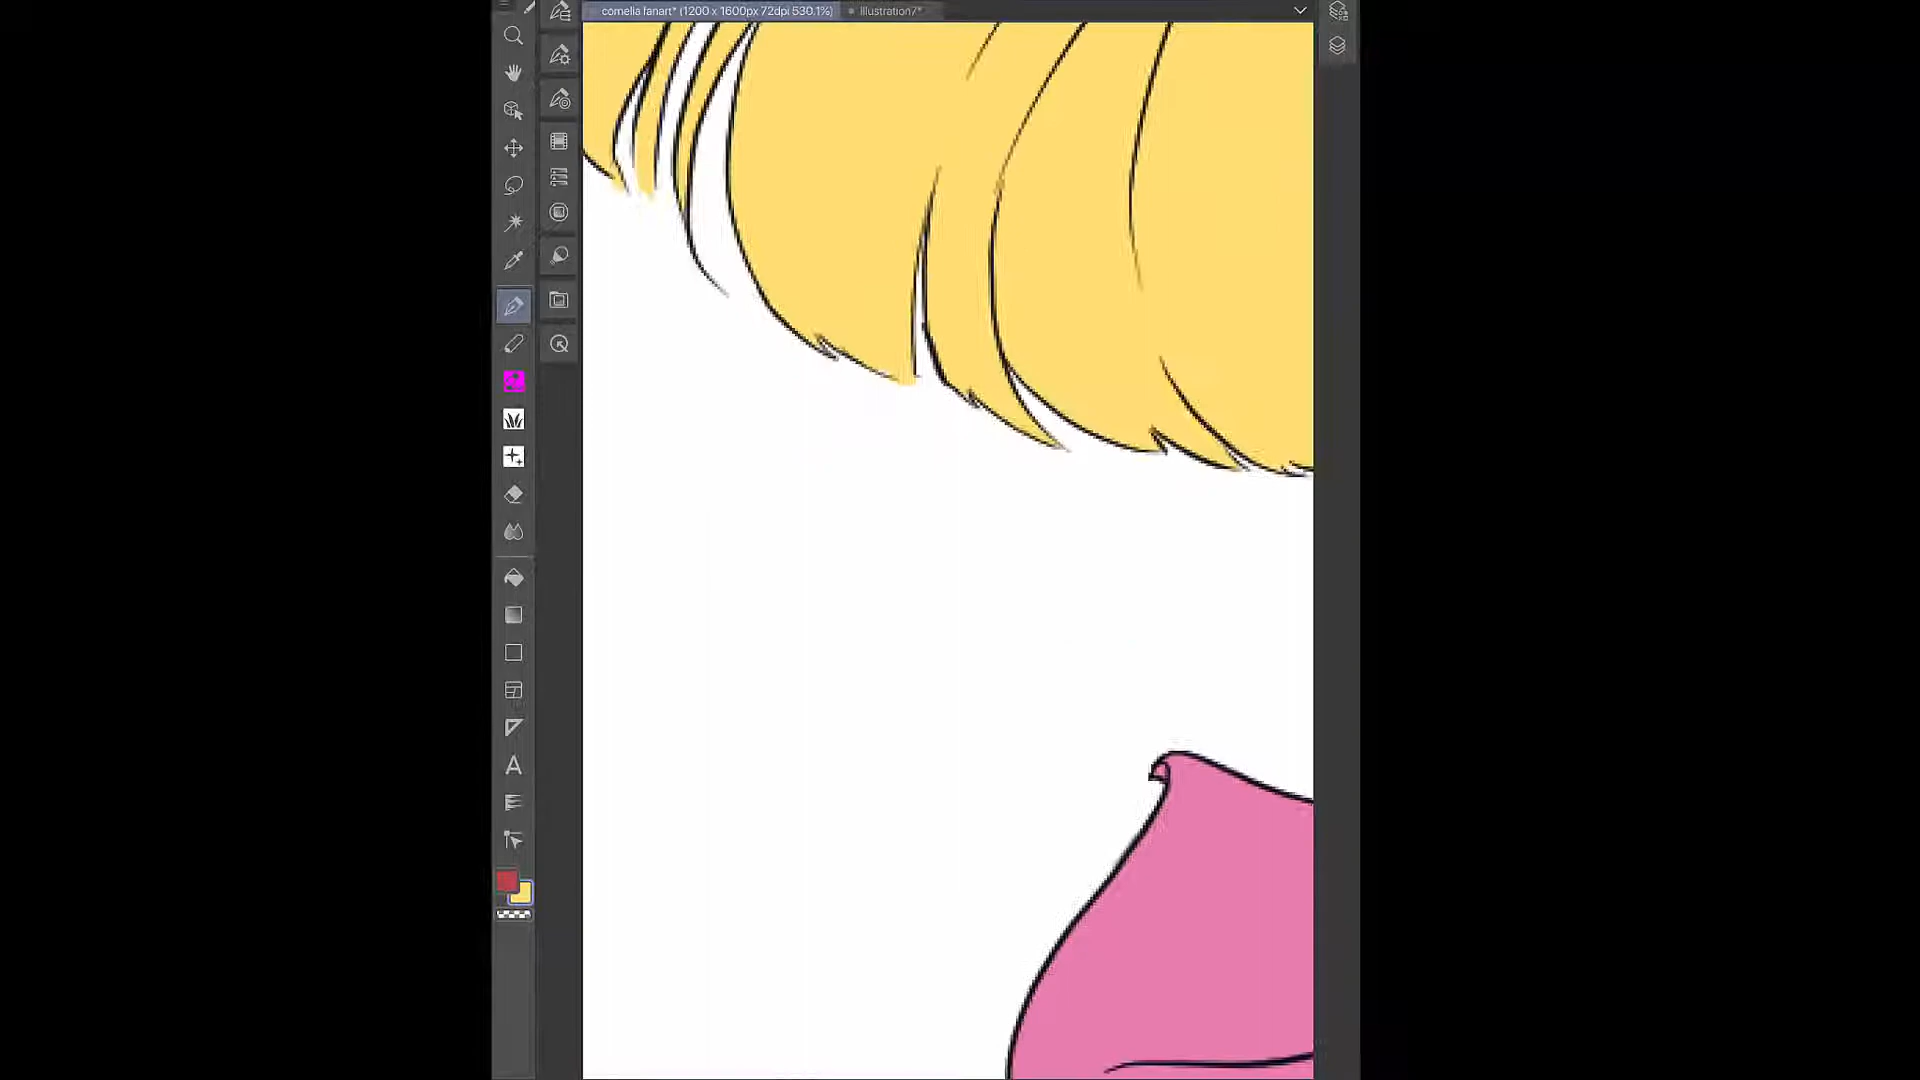 cornelia fanart* (1200 x 1600px 72dpi 530.1%)
Illustration7*